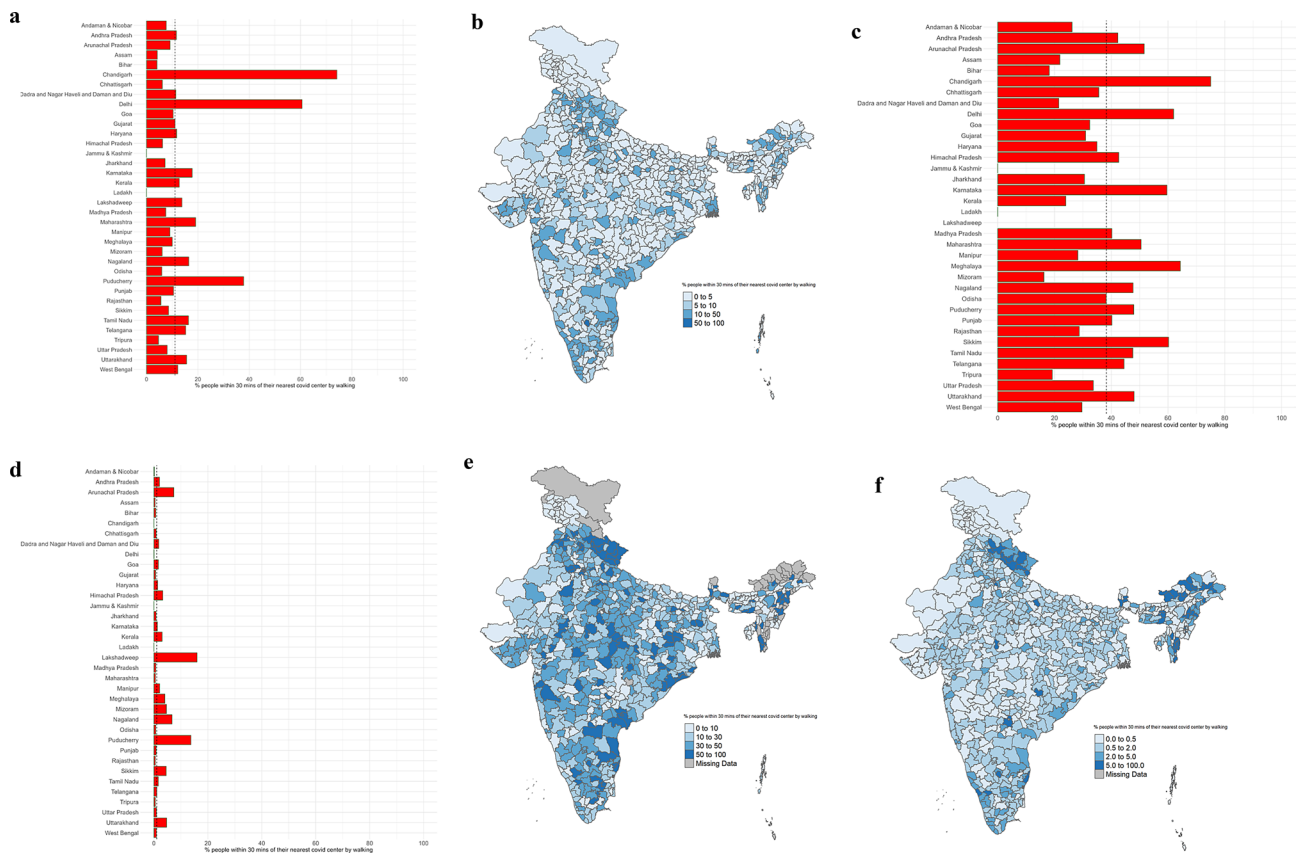 a
Andaman & Nicobar
Andhra Pradesh
Arunachal Pradesh
Assam
Bihar
Chandigarh
Chhattisgarh
Dadra and Nagar Haveli and Daman and Diu
Delhi
Goa
Gujarat
Haryana
Himachal Pradesh
Jammu & Kashmir
Jharkhand
Karnataka
Kerala
Ladakh
Lakshadweep
Madhya Pradesh
Maharashtra
Manipur
Meghalaya
Mizoram
Nagaland
Odisha
Puducherry
Punjab
Rajasthan
Sikkim
Tamil Nadu
Telangana
Tripura
Uttar Pradesh
Uttarakhand
West Bengal
0 20 40 60 80 100
% people within 30 mins of their nearest covid center by walking
b
% people within 30 mins of their nearest covid center by walking
0 to 5
5 to 10
10 to 50
50 to 100
c
Andaman & Nicobar
Andhra Pradesh
Arunachal Pradesh
Assam
Bihar
Chandigarh
Chhattisgarh
Dadra and Nagar Haveli and Daman and Diu
Delhi
Goa
Gujarat
Haryana
Himachal Pradesh
Jammu & Kashmir
Jharkhand
Karnataka
Kerala
Ladakh
Lakshadweep
Madhya Pradesh
Maharashtra
Manipur
Meghalaya
Mizoram
Nagaland
Odisha
Puducherry
Punjab
Rajasthan
Sikkim
Tamil Nadu
Telangana
Tripura
Uttar Pradesh
Uttarakhand
West Bengal
0 20 40 60 80 100
% people within 30 mins of their nearest covid center by walking
d
Andaman & Nicobar
Andhra Pradesh
Arunachal Pradesh
Assam
Bihar
Chandigarh
Chhattisgarh
Dadra and Nagar Haveli and Daman and Diu
Delhi
Goa
Gujarat
Haryana
Himachal Pradesh
Jammu & Kashmir
Jharkhand
Karnataka
Kerala
Ladakh
Lakshadweep
Madhya Pradesh
Maharashtra
Manipur
Meghalaya
Mizoram
Nagaland
Odisha
Puducherry
Punjab
Rajasthan
Sikkim
Tamil Nadu
Telangana
Tripura
Uttar Pradesh
Uttarakhand
West Bengal
0 20 40 60 80 100
% people within 30 mins of their nearest covid center by walking
e
% people within 30 mins of their nearest covid center by walking
0 to 10
10 to 30
30 to 50
50 to 100
Missing Data
f
% people within 30 mins of their nearest covid center by walking
0.0 to 0.5
0.5 to 2.0
2.0 to 5.0
5.0 to 100.0
Missing Data